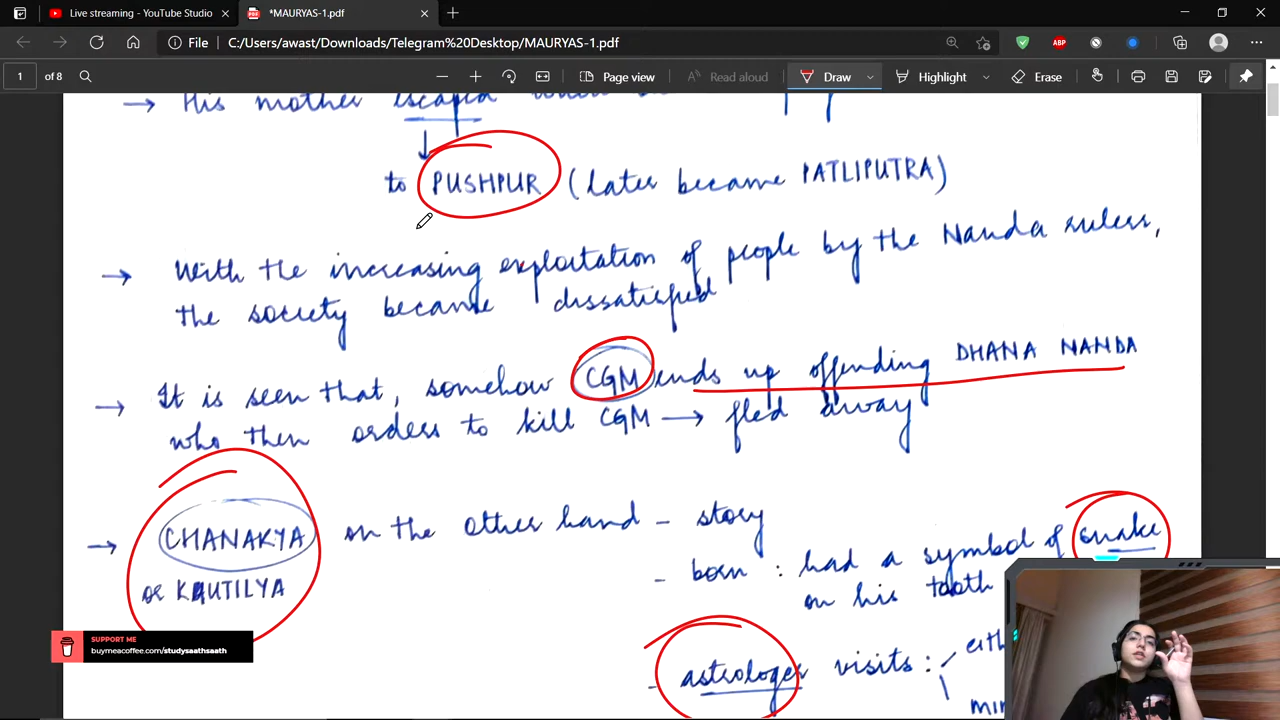 Live streaming - YouTube Studio
*MAURYAS-1.pdf
File
C:/Users/awast/Downloads/Telegram%20Desktop/MAURYAS-1.pdf
ABP
1 of 8
Page view
Read aloud
Draw
Highlight
Erase
→ His mother escaped
to PUSHPUR (later became PATLIPUTRA)
→ With the increasing exploitation of people by the Nanda rulers,
the society became dissatisfied
→ It is seen that, somehow CGM ends up offending DHANA NANDA
who then orders to kill CGM → fled away
→ CHANAKYA on the other hand - story
or KAUTILYA
- born : had a symbol of snake
on his tooth
- astrologer visits :
SUPPORT ME
buymeacoffee.com/studysaathsaath